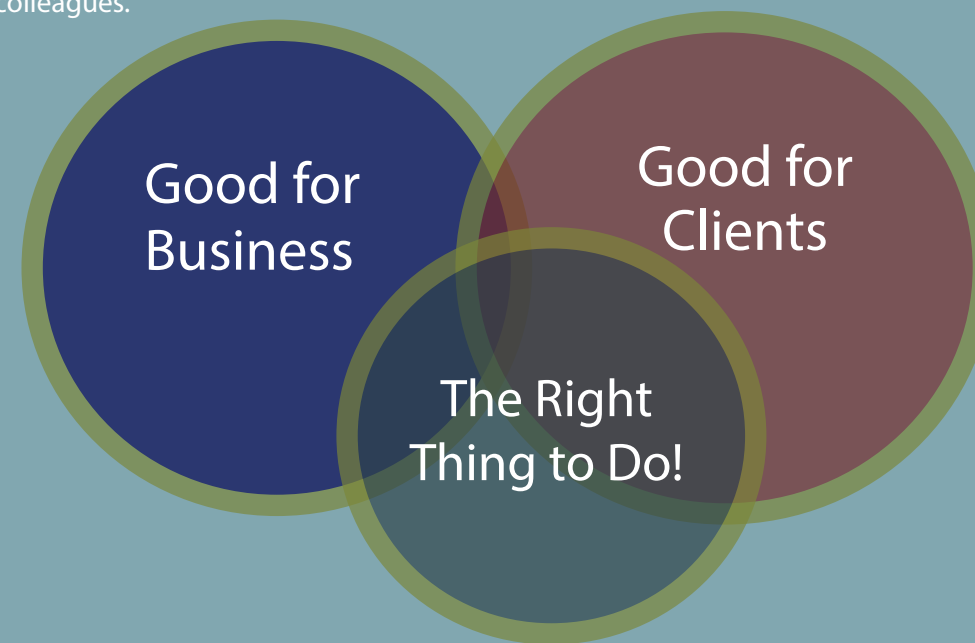 colleagues.
Good for
Business
Good for
Clients
The Right
Thing to Do!